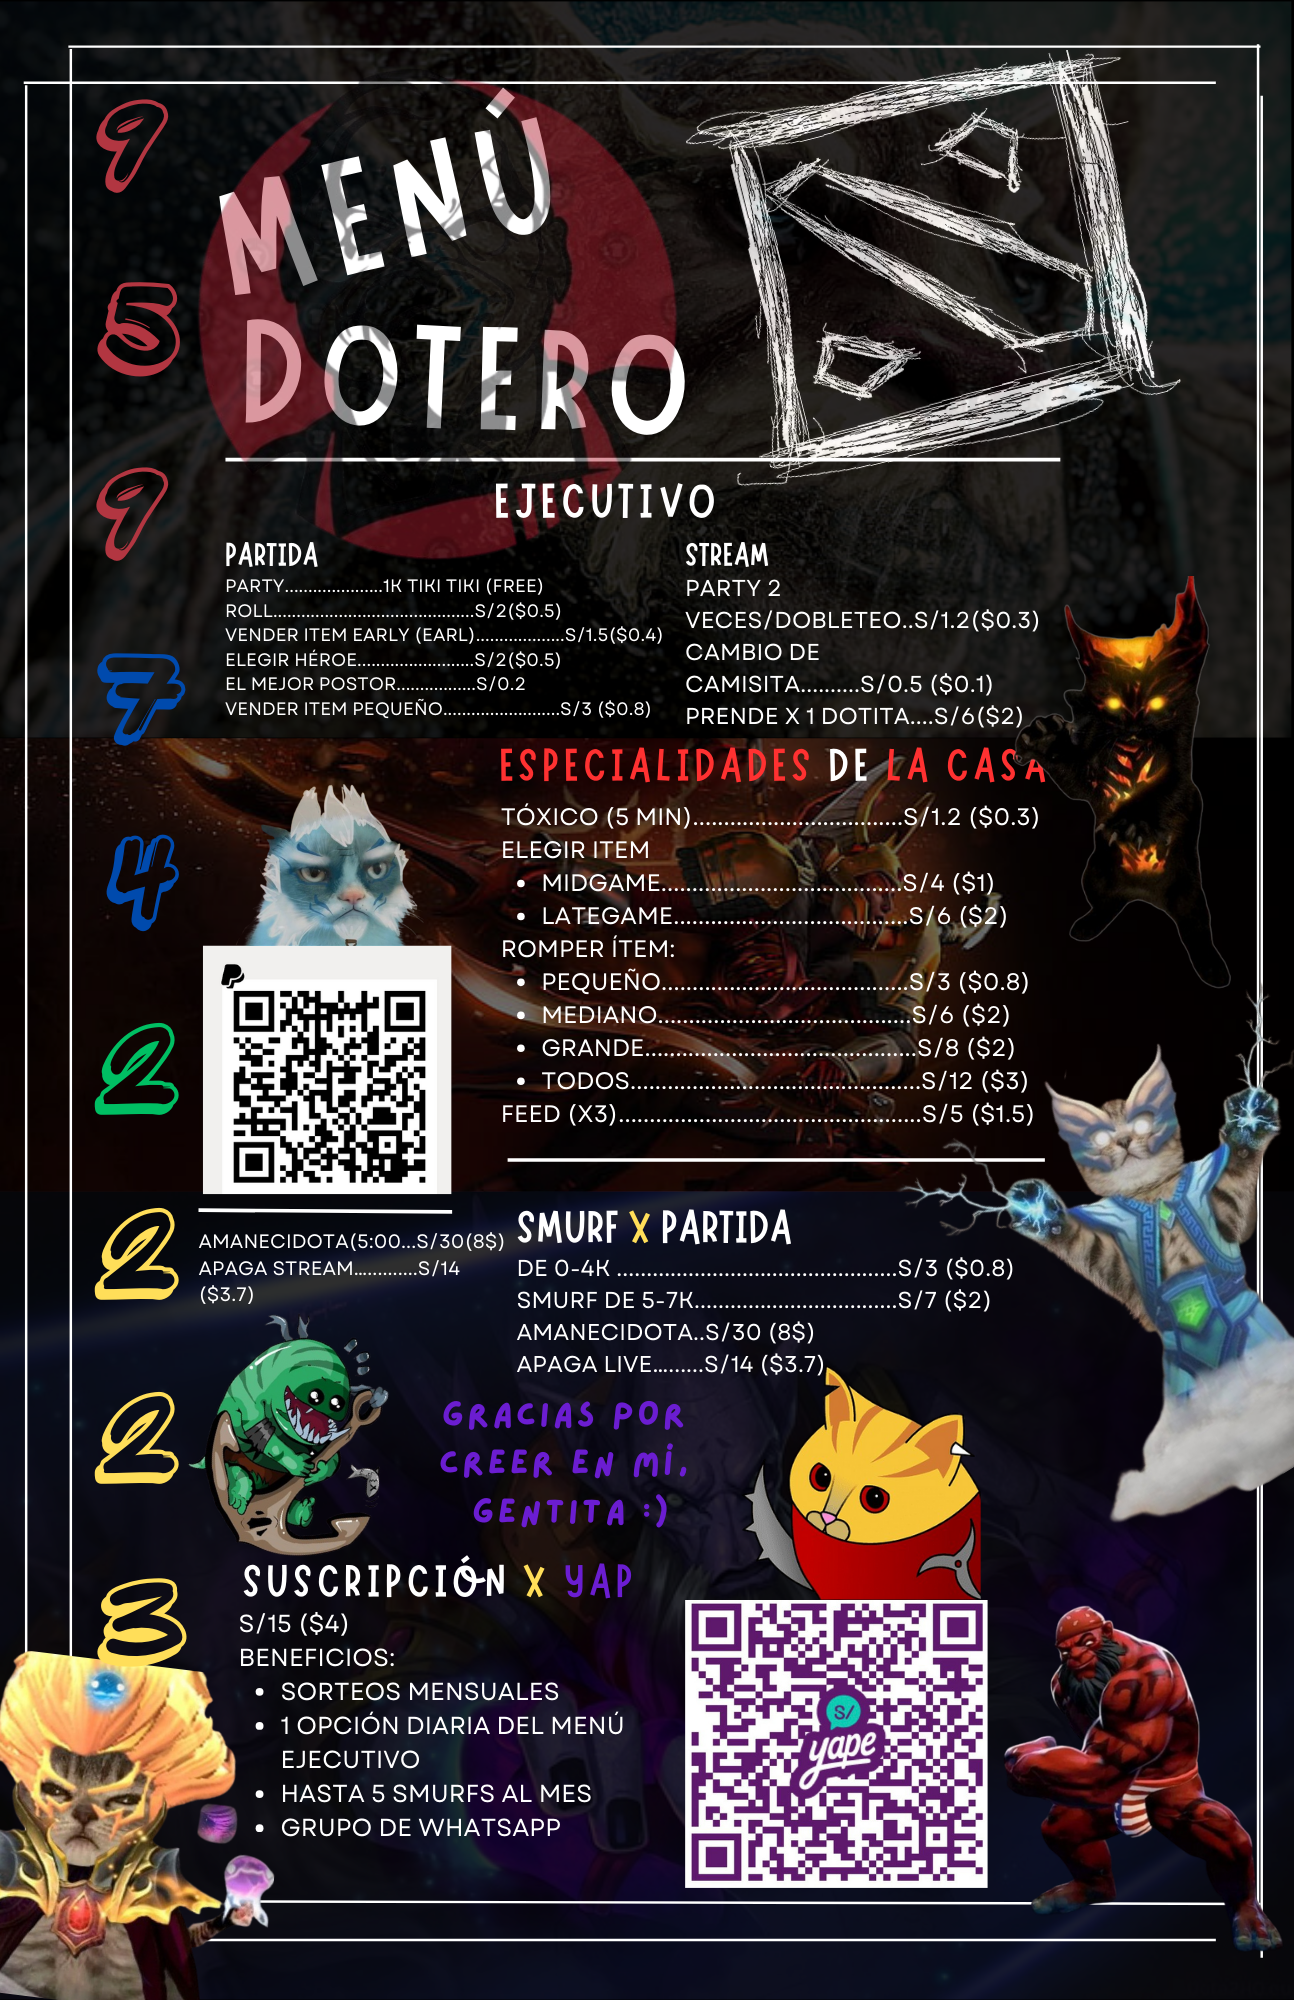 MENÚ
DOTERO
9
5
9
7
4
2
2
2
3
EJECUTIVO
PARTIDA
PARTY....................1K TIKI TIKI (FREE)
ROLL.........................................S/2($0.5)
VENDER ITEM EARLY (EARL)..................S/1.5($0.4)
ELEGIR HÉROE........................S/2($0.5)
EL MEJOR POSTOR................S/0.2
VENDER ITEM PEQUEÑO........................S/3 ($0.8)
STREAM
PARTY 2
VECES/DOBLETEO..S/1.2($0.3)
CAMBIO DE
CAMISITA..........S/0.5 ($0.1)
PRENDE X 1 DOTITA....S/6($2)
ESPECIALIDADES DE LA CASA
TÓXICO (5 MIN)...................................S/1.2 ($0.3)
ELEGIR ITEM
• MIDGAME........................................S/4 ($1)
• LATEGAME.......................................S/6 ($2)
ROMPER ÍTEM:
• PEQUEÑO.........................................S/3 ($0.8)
• MEDIANO..........................................S/6 ($2)
• GRANDE.............................................S/8 ($2)
• TODOS................................................S/12 ($3)
FEED (X3)..................................................S/5 ($1.5)
AMANECIDOTA(5:00...S/30(8$)
APAGA STREAM............S/14
($3.7)
SMURF X PARTIDA
DE 0-4K ...............................................S/3 ($0.8)
SMURF DE 5-7K..................................S/7 ($2)
AMANECIDOTA..S/30 (8$)
APAGA LIVE.........S/14 ($3.7)
GRACIAS POR
CREER EN MÍ,
GENTITA :)
SUSCRIPCIÓN X YAP
S/15 ($4)
BENEFICIOS:
• SORTEOS MENSUALES
• 1 OPCIÓN DIARIA DEL MENÚ
EJECUTIVO
• HASTA 5 SMURFS AL MES
• GRUPO DE WHATSAPP
S/
yape